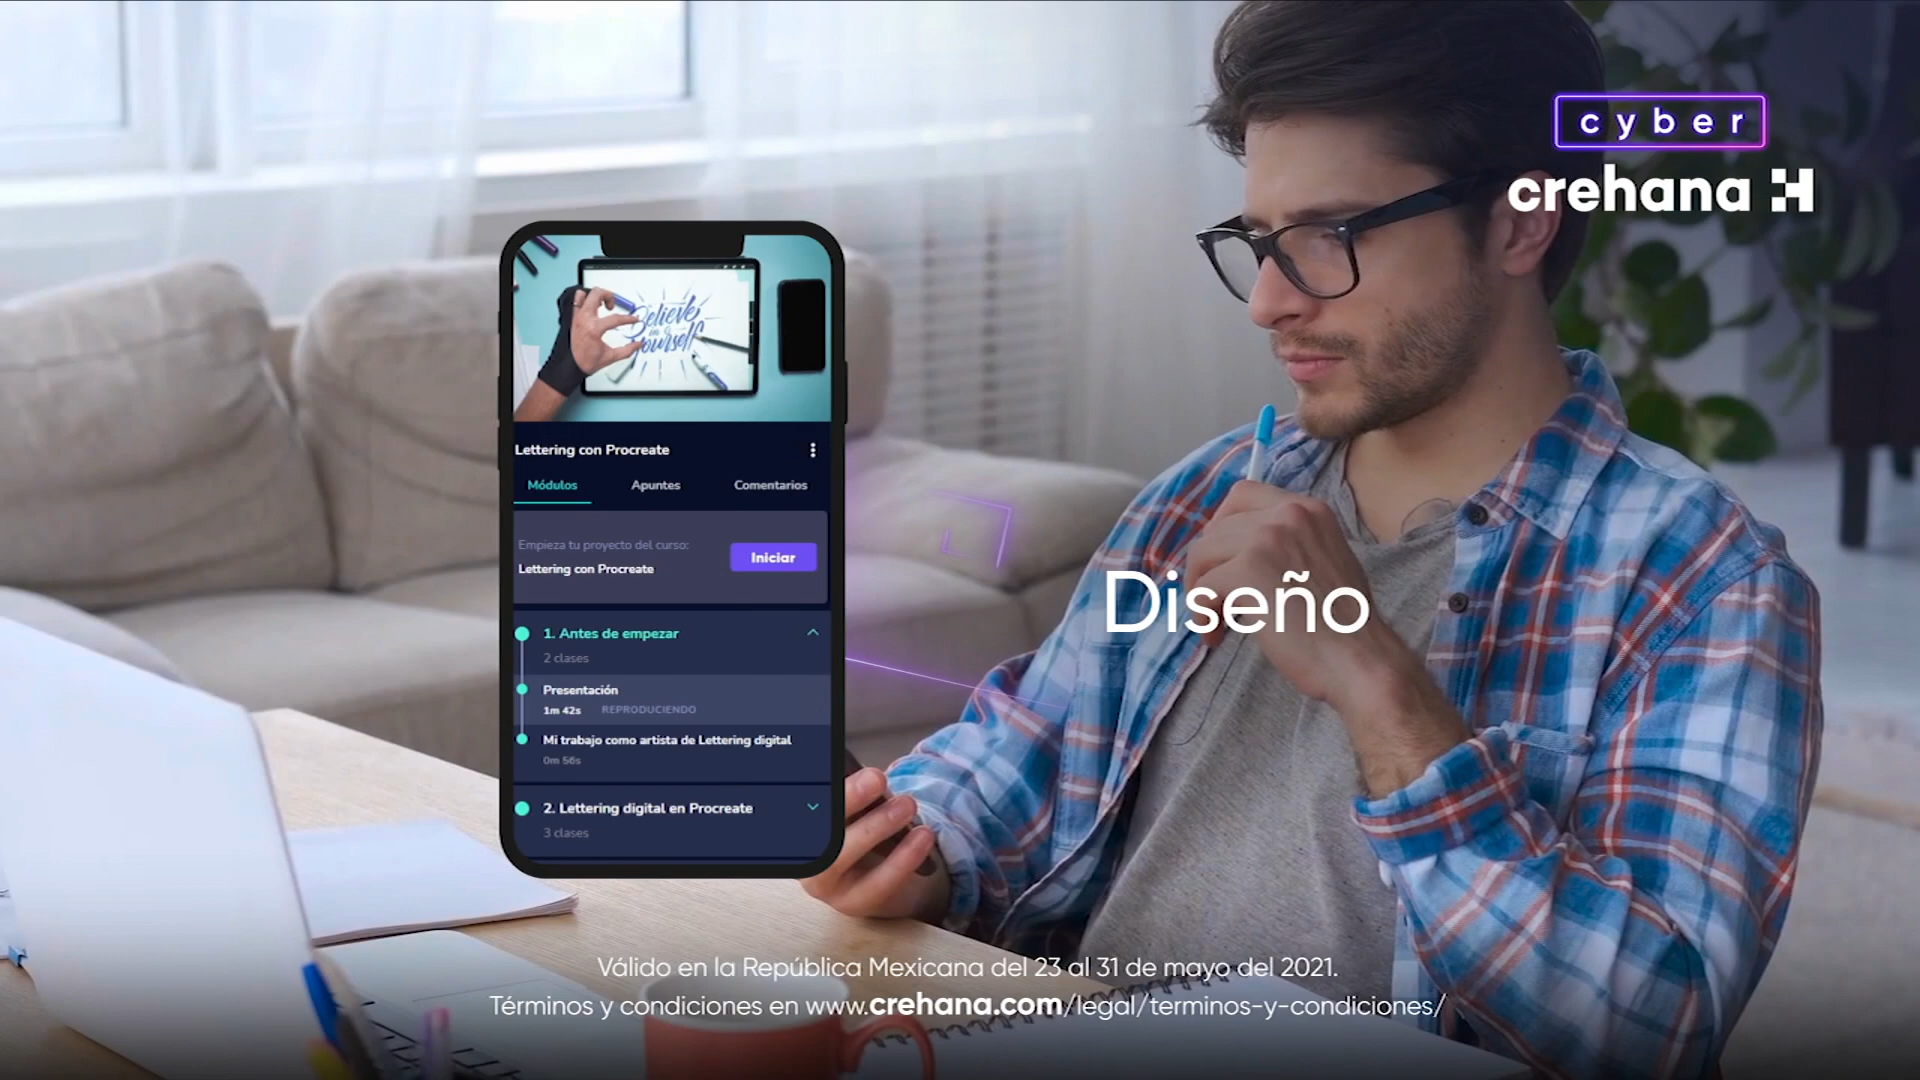 cyber
crehana
Believe
in
Yourself
Lettering con Procreate
Módulos Apuntes Comentarios
Empieza tu proyecto del curso:
Lettering con Procreate
Iniciar
1. Antes de empezar
2 clases
Presentación
1m 42s REPRODUCIENDO
Mi trabajo como artista de Lettering digital
0m 56s
2. Lettering digital en Procreate
3 clases
Diseño
Válido en la República Mexicana del 23 al 31 de mayo del 2021.
Términos y condiciones en www.crehana.com/legal/terminos-y-condiciones/